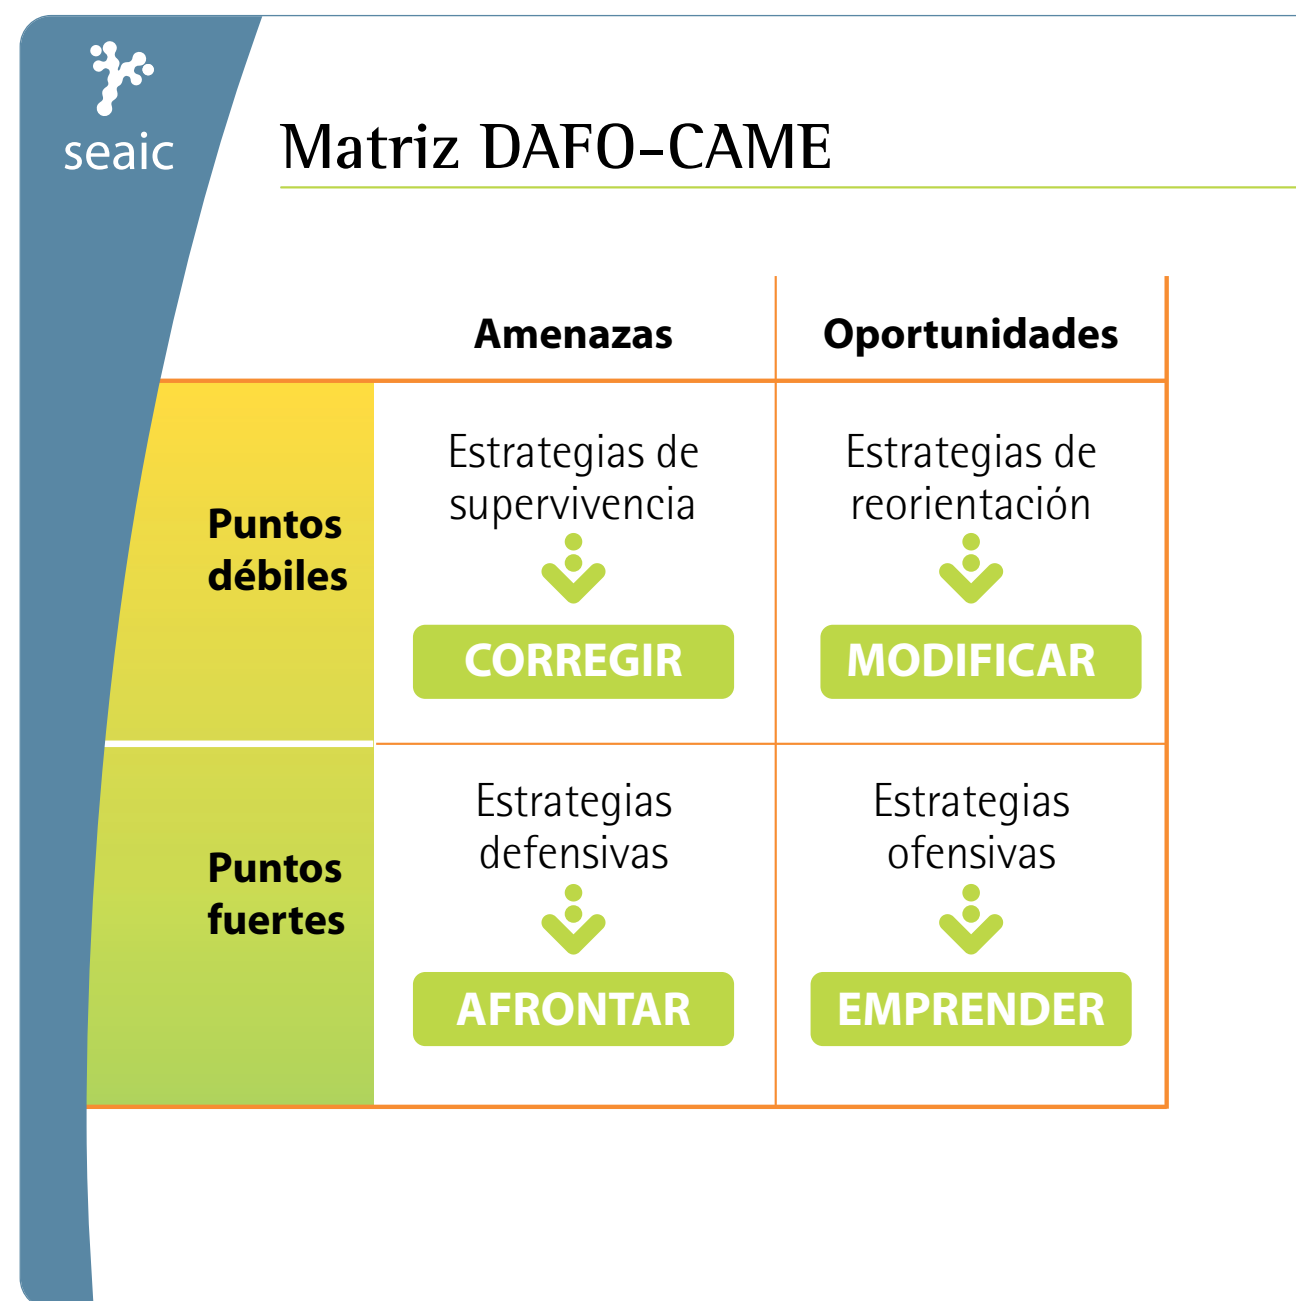 seaic
Matriz DAFO-CAME
Amenazas
Oportunidades
Puntos
débiles
Estrategias de
supervivencia
CORREGIR
Estrategias de
reorientación
MODIFICAR
Puntos
fuertes
Estrategias
defensivas
AFRONTAR
Estrategias
ofensivas
EMPRENDER